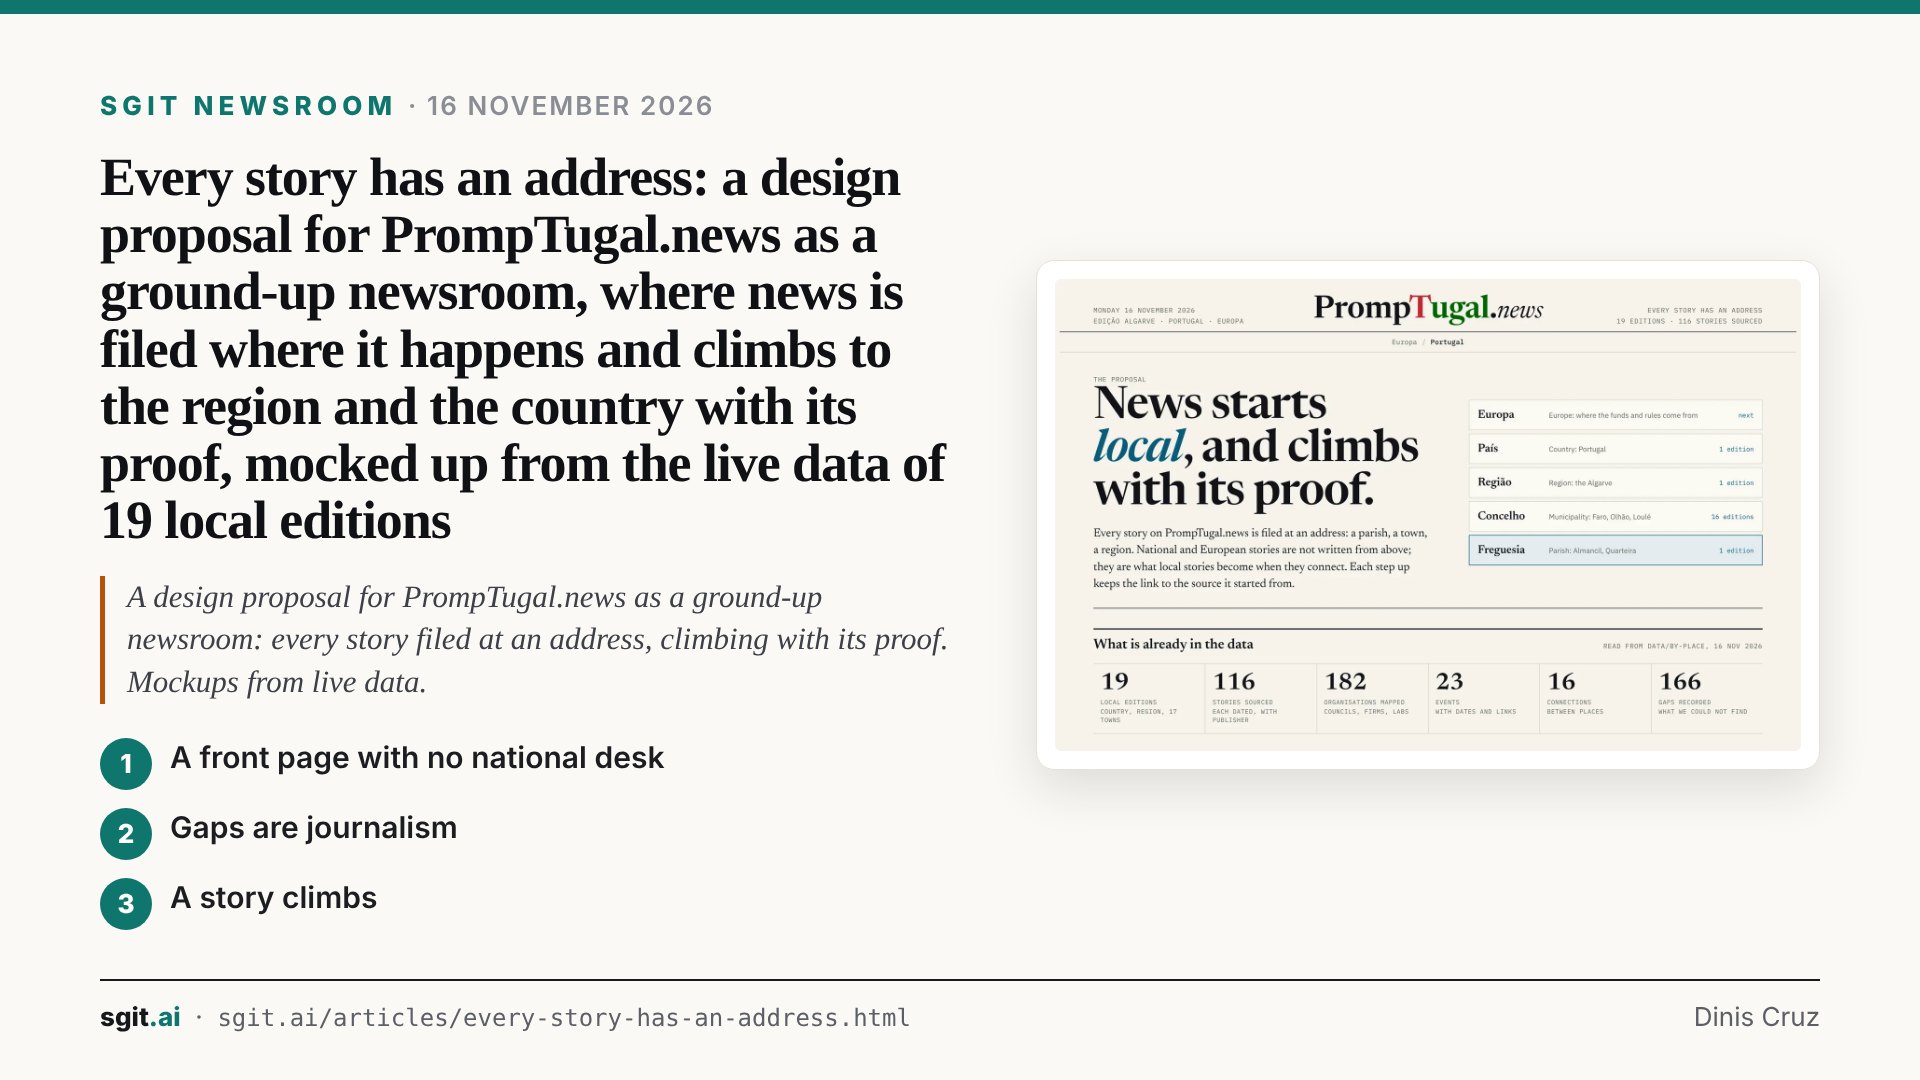 SGIT NEWSROOM · 16 NOVEMBER 2026
Every story has an address: a design
proposal for PrompTugal.news as a
ground-up newsroom, where news is
filed where it happens and climbs to
the region and the country with its
proof, mocked up from the live data of
19 local editions
A design proposal for PrompTugal.news as a ground-up
newsroom: every story filed at an address, climbing with its proof.
Mockups from live data.
1 A front page with no national desk
2 Gaps are journalism
3 A story climbs
MONDAY 16 NOVEMBER 2026
EDIÇÃO ALGARVE · PORTUGAL · EUROPA
PrompTugal.news
EVERY STORY HAS AN ADDRESS
19 EDITIONS · 116 STORIES SOURCED
Europa / Portugal
THE PROPOSAL
News starts
local, and climbs
with its proof.
Every story on PrompTugal.news is filed at an address: a parish, a town,
a region. National and European stories are not written from above;
they are what local stories become when they connect. Each step up
keeps the link to the source it started from.
Europa Europe: where the funds and rules come from next
País Country: Portugal 1 edition
Região Region: the Algarve 1 edition
Concelho Municipality: Faro, Olhão, Loulé 16 editions
Freguesia Parish: Almancil, Quarteira 1 edition
What is already in the data
READ FROM DATA/BY-PLACE, 16 NOV 2026
19
LOCAL EDITIONS
COUNTRY, REGION, 17
TOWNS
116
STORIES SOURCED
EACH DATED, WITH
PUBLISHER
182
ORGANISATIONS MAPPED
COUNCILS, FIRMS, LABS
23
EVENTS
WITH DATES AND LINKS
16
CONNECTIONS
BETWEEN PLACES
166
GAPS RECORDED
WHAT WE COULD NOT FIND
sgit.ai · sgit.ai/articles/every-story-has-an-address.html
Dinis Cruz